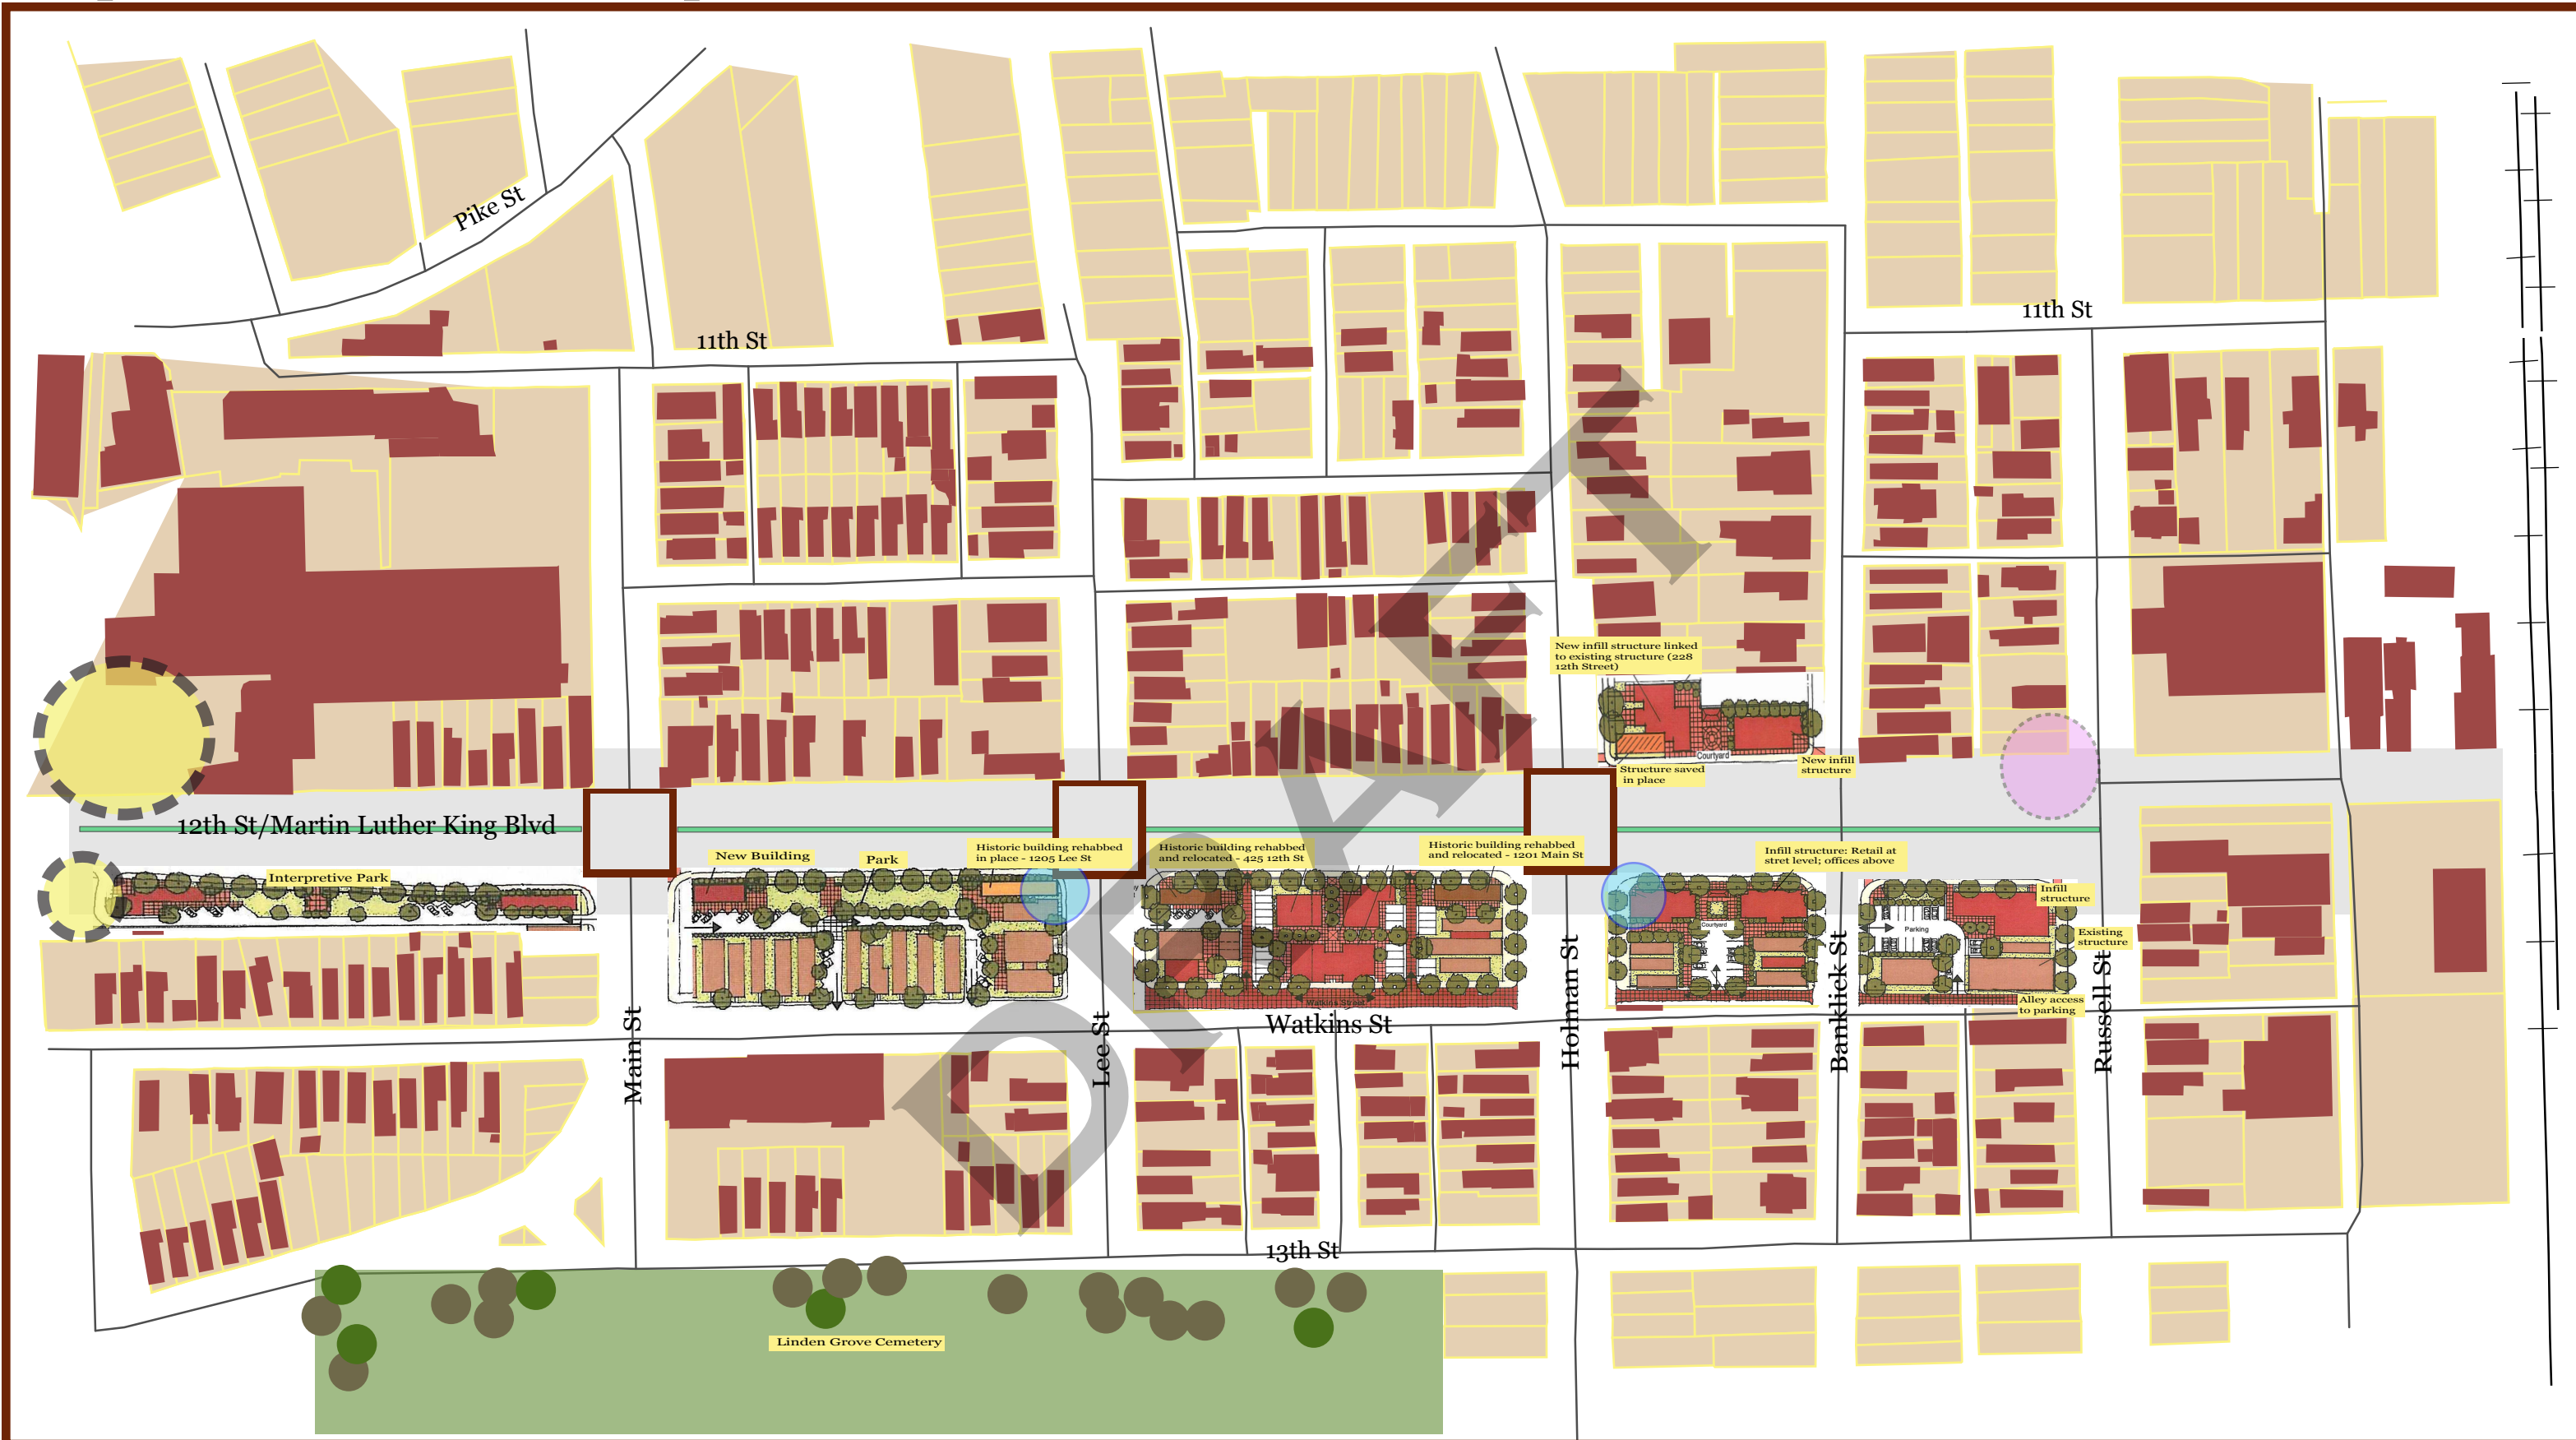 Pike St
11th St
11th St
New infill structure linked
to existing structure (228
12th Street)
Courtyard
Structure saved
in place
New infill
structure
12th St/Martin Luther King Blvd
New Building
Park
Historic building rehabbed
in place - 1205 Lee St
Historic building rehabbed
and relocated - 425 12th St
Historic building rehabbed
and relocated - 1201 Main St
Infill structure: Retail at
stret level; offices above
Interpretive Park
Infill
structure
Courtyard
Parking
Existing
structure
Alley access
to parking
Watkins Street
Watkins St
Main St
Lee St
Holman St
Banklick St
Russell St
13th St
Linden Grove Cemetery
DRAFT